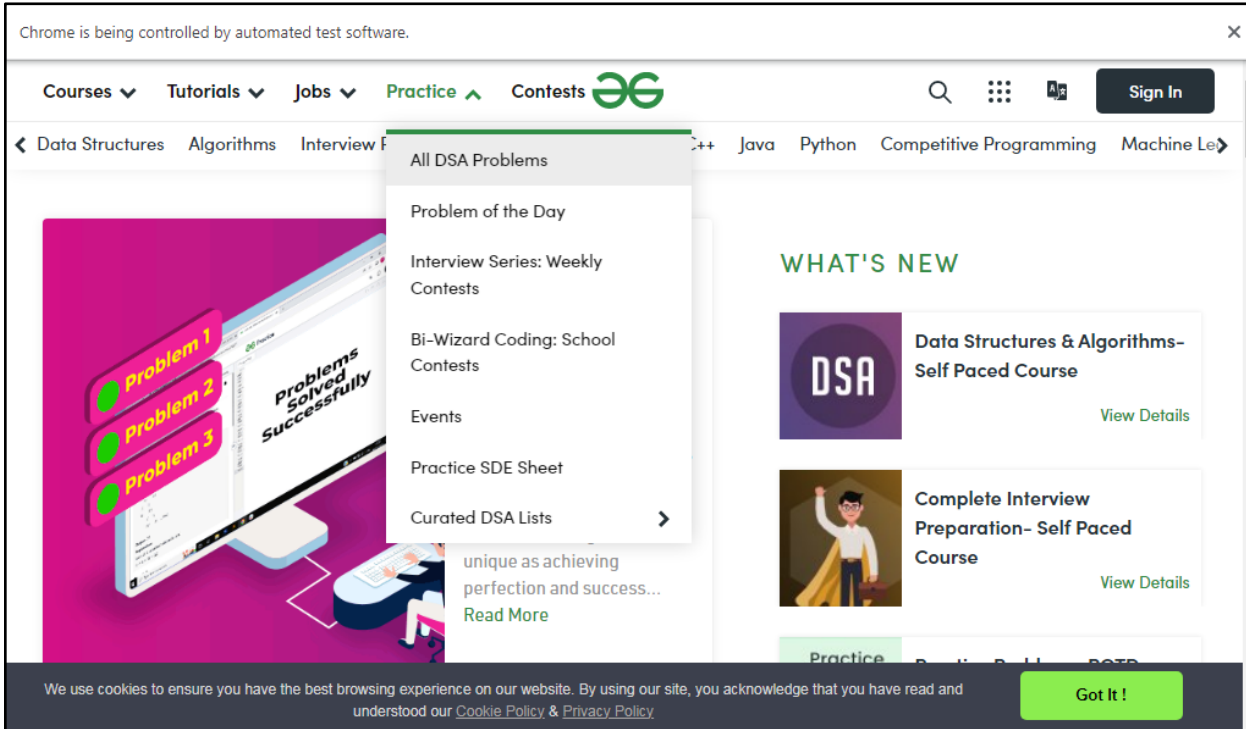 Chrome is being controlled by automated test software.
Courses Tutorials Jobs Practice Contests Sign In
Data Structures Algorithms Interview C++ Java Python Competitive Programming Machine
All DSA Problems
Problem of the Day
Interview Series: Weekly
Contests
Bi-Wizard Coding: School
Contests
Events
Practice SDE Sheet
Curated DSA Lists
Problem 1
Problem 2
Problem 3
Problems
Solved
Successfully
unique as achieving
perfection and success...
Read More
WHAT'S NEW
DSA
Data Structures & Algorithms-
Self Paced Course
View Details
Complete Interview
Preparation- Self Paced
Course
View Details
Practice
We use cookies to ensure you have the best browsing experience on our website. By using our site, you acknowledge that you have read and
understood our Cookie Policy & Privacy Policy
Got It !